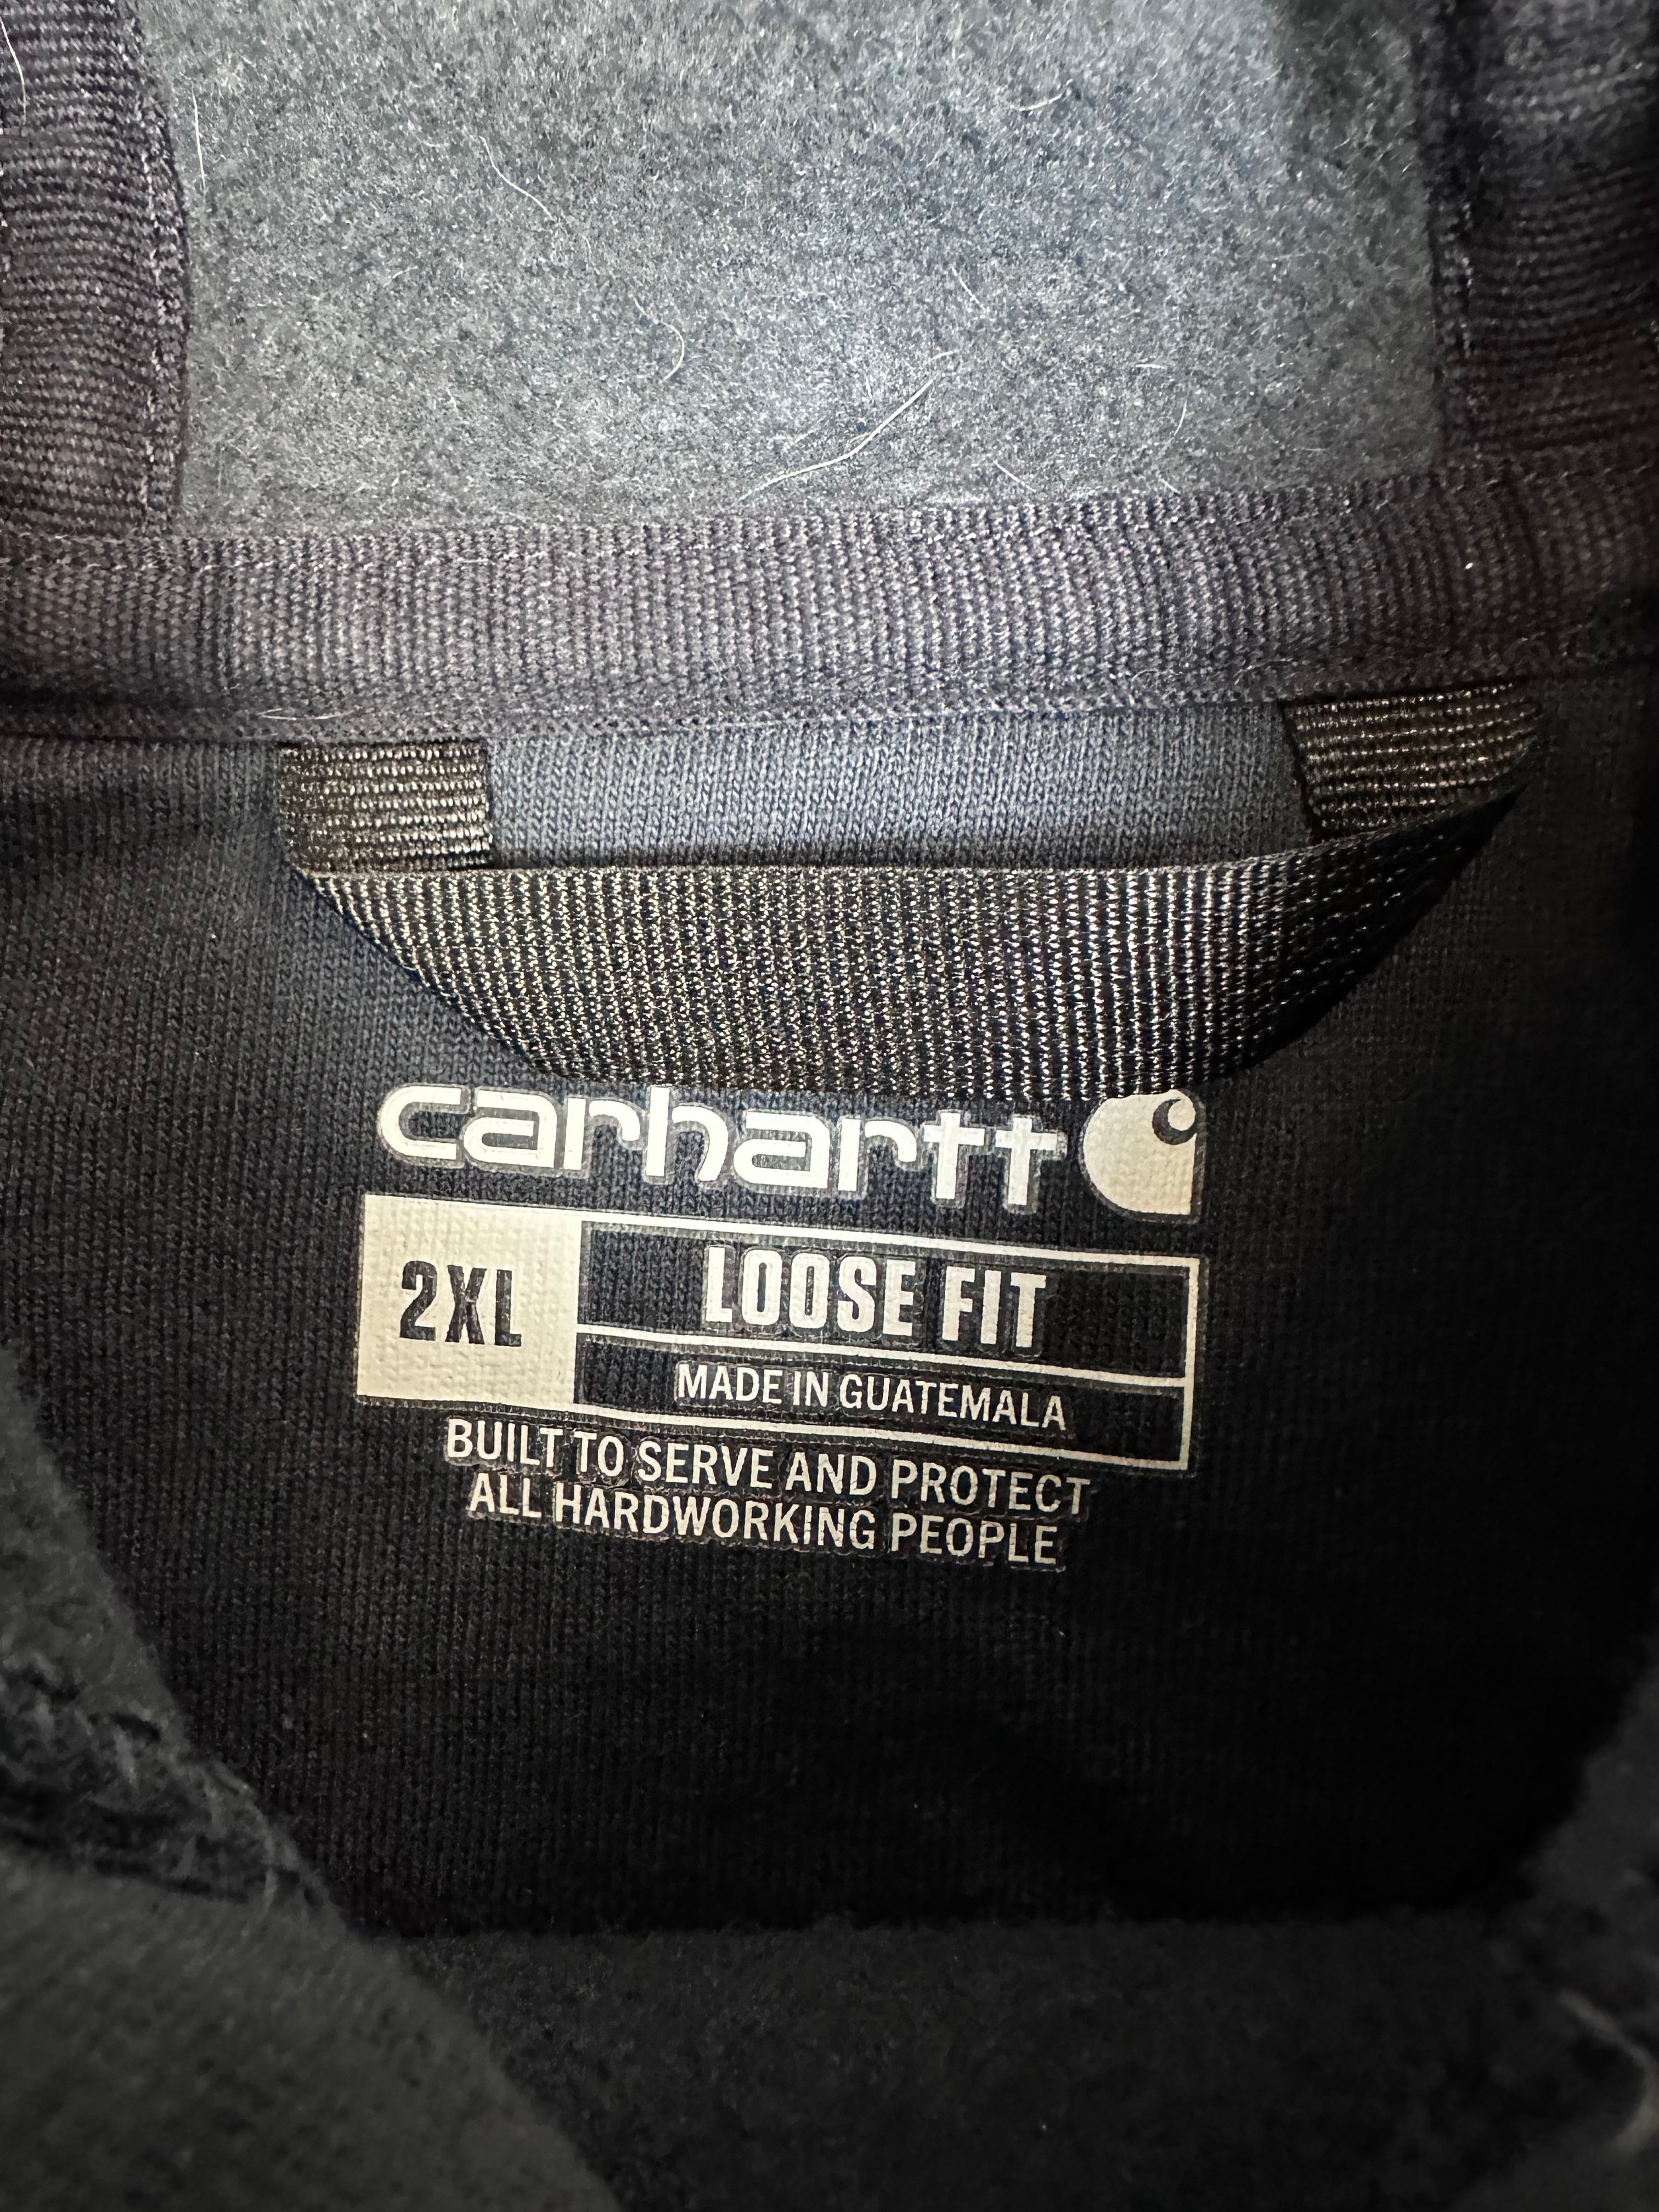 carhartt
2XL
LOOSE FIT
MADE IN GUATEMALA
BUILT TO SERVE AND PROTECT
ALL HARDWORKING PEOPLE